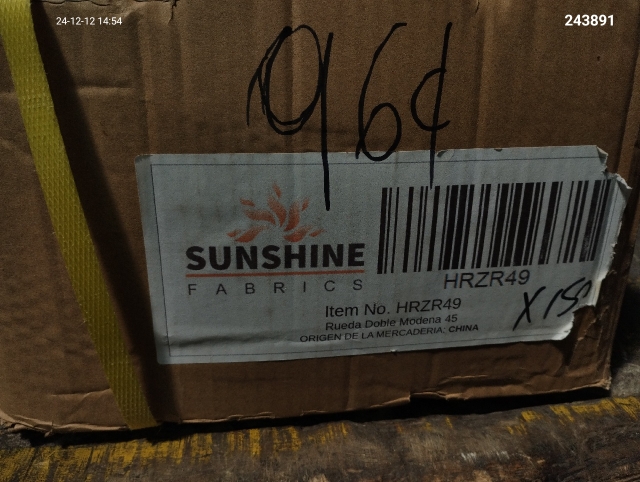 24-12-12 14:54
243891
96¢
SUNSHINE
FABRICS
HRZR49
Item No. HRZR49
Rueda Doble Modena 45
ORIGEN DE LA MERCADERIA: CHINA